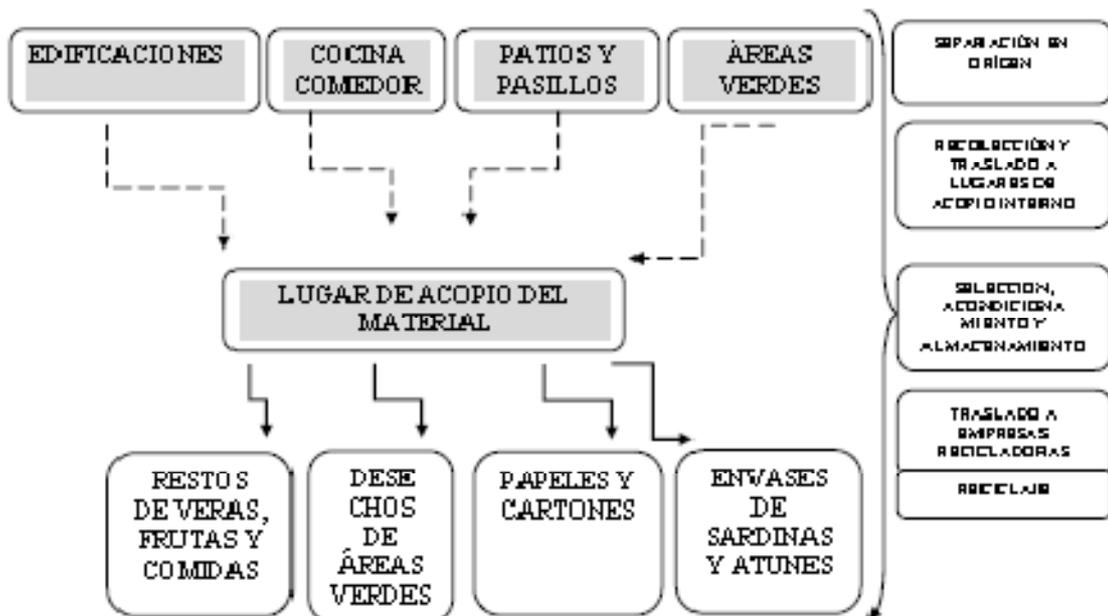 EDIFICACIONES
COCINA
COMEDOR
PATIOS Y
PASILLOS
ÁREAS
VERDES
LUGAR DE ACOPIO DEL
MATERIAL
RESTOS
DE VERAS,
FRUTAS Y
COMIDAS
DESE
CHOS
DE
ÁREAS
VERDES
PAPELES Y
CARTONES
ENVASES
DE
SARDINAS
Y ATUNES
SEPARACIÓN EN
ORÍGEN
RECOLECCIÓN Y
TRASLADO A
LUGARES DE
ACOPIO INTERNO
SELECCION,
ACONDICIONA
MIENTO Y
ALMACENAMIENTO
TRASLADO A
EMPRESAS
RECICLADORAS
RECICLAJE